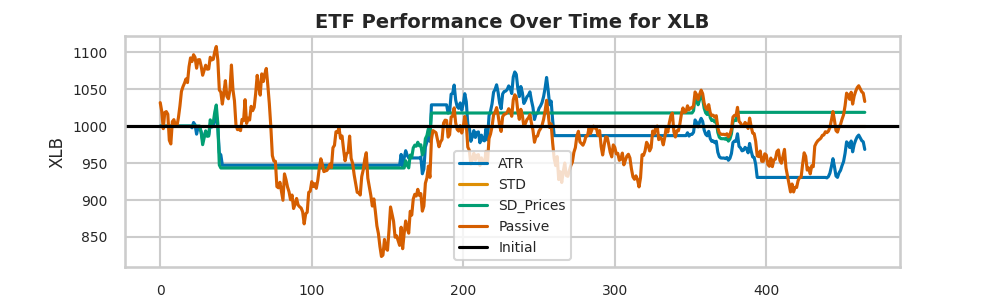 ETF Performance Over Time for XLB
XLB
1100
1050
1000
950
900
850
0
100
200
300
400
ATR
STD
SD_Prices
Passive
Initial